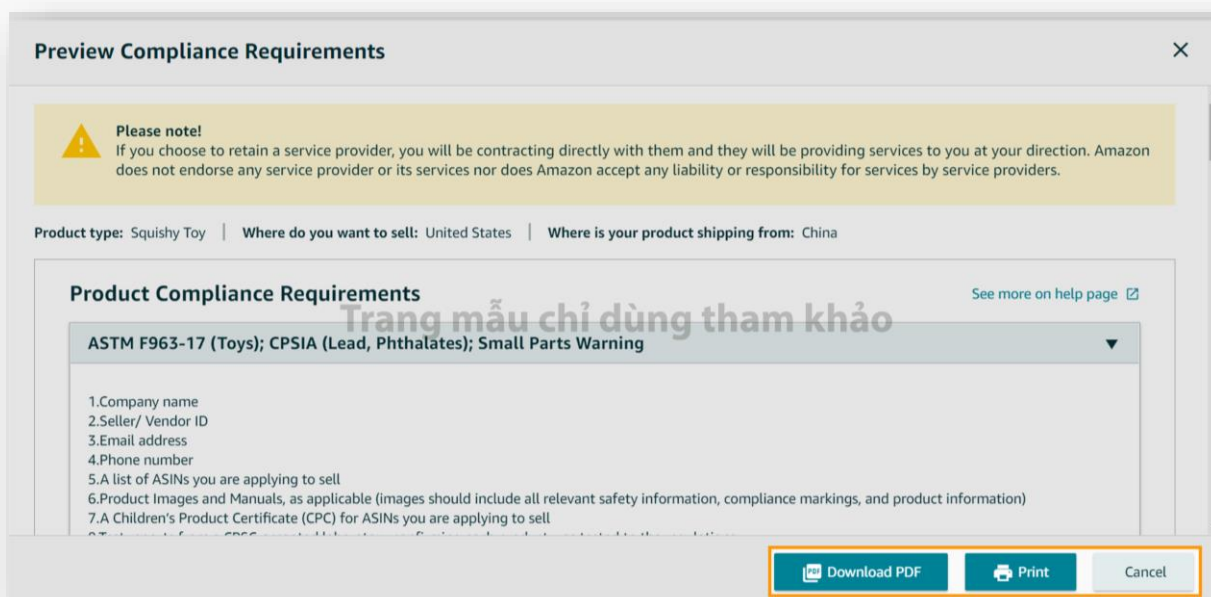 Preview Compliance Requirements
Please note!
If you choose to retain a service provider, you will be contracting directly with them and they will be providing services to you at your direction. Amazon
does not endorse any service provider or its services nor does Amazon accept any liability or responsibility for services by service providers.
Product type: Squishy Toy | Where do you want to sell: United States | Where is your product shipping from: China
Product Compliance Requirements
See more on help page
Trang mẫu chỉ dùng tham khảo
ASTM F963-17 (Toys); CPSIA (Lead, Phthalates); Small Parts Warning
1.Company name
2.Seller/ Vendor ID
3.Email address
4.Phone number
5.A list of ASINs you are applying to sell
6.Product Images and Manuals, as applicable (images should include all relevant safety information, compliance markings, and product information)
7.A Children's Product Certificate (CPC) for ASINs you are applying to sell
PDF Download PDF
Print
Cancel